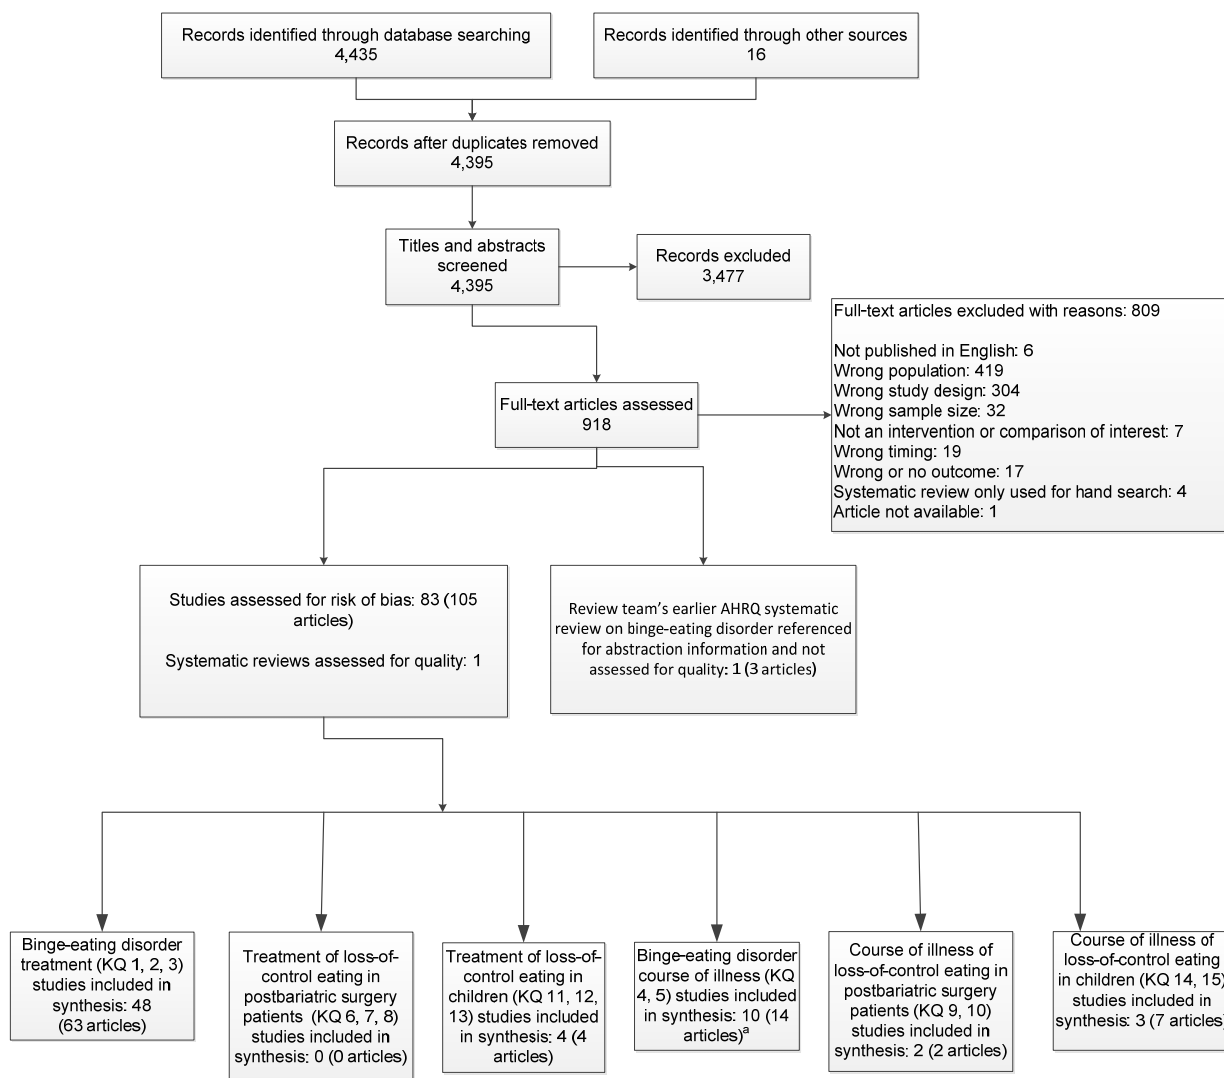 Records identified through database searching
4,435
Records identified through other sources
16
Records after duplicates removed
4,395
Titles and abstracts
screened
4,395
Records excluded
3,477
Full-text articles excluded with reasons: 809
Not published in English: 6
Wrong population: 419
Wrong study design: 304
Wrong sample size: 32
Not an intervention or comparison of interest: 7
Wrong timing: 19
Wrong or no outcome: 17
Systematic review only used for hand search: 4
Article not available: 1
Full-text articles assessed
918
Studies assessed for risk of bias: 83 (105
articles)
Systematic reviews assessed for quality: 1
Review team’s earlier AHRQ systematic
review on binge-eating disorder referenced
for abstraction information and not
assessed for quality: 1 (3 articles)
Binge-eating disorder
treatment (KQ 1, 2, 3)
studies included in
synthesis: 48
(63 articles)
Treatment of loss-of-
control eating in
postbariatric surgery
patients (KQ 6, 7, 8)
studies included in
synthesis: 0 (0 articles)
Treatment of loss-of-
control eating in
children (KQ 11, 12,
13) studies included
in synthesis: 4 (4
articles)
Binge-eating disorder
course of illness (KQ
4, 5) studies included
in synthesis: 10 (14
articles)a
Course of illness of
loss-of-control eating in
postbariatric surgery
patients (KQ 9, 10)
studies included in
synthesis: 2 (2 articles)
Course of illness of
loss-of-control eating
in children (KQ 14, 15)
studies included in
synthesis: 3 (7 articles)